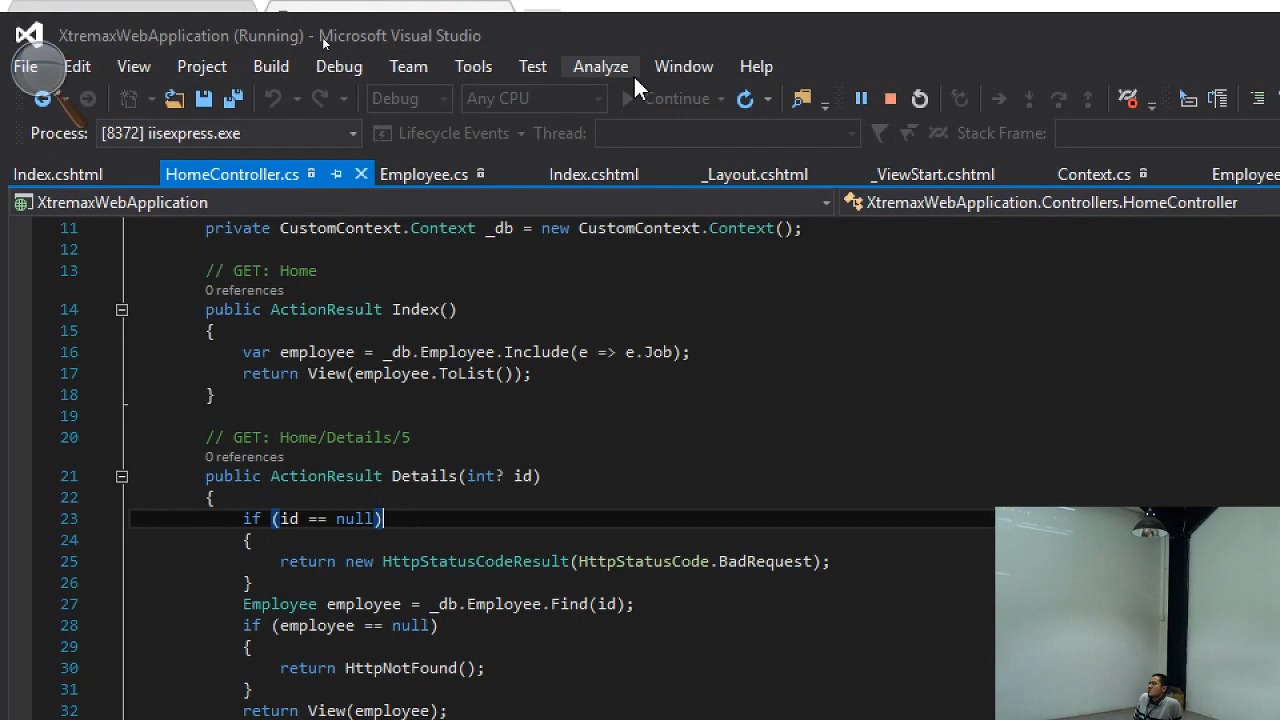 XtremaxWebApplication (Running) - Microsoft Visual Studio
File Edit View Project Build Debug Team Tools Test Analyze Window Help
Debug Any CPU Continue
Process: [8372] iisexpress.exe Lifecycle Events Thread: Stack Frame:
Index.cshtml HomeController.cs Employee.cs Index.cshtml _Layout.cshtml _ViewStart.cshtml Context.cs Employee
XtremaxWebApplication XtremaxWebApplication.Controllers.HomeController
11 private CustomContext.Context _db = new CustomContext.Context();
12
13 // GET: Home
0 references
14 public ActionResult Index()
15 {
16 var employee = _db.Employee.Include(e => e.Job);
17 return View(employee.ToList());
18 }
19
20 // GET: Home/Details/5
0 references
21 public ActionResult Details(int? id)
22 {
23 if (id == null)
24 {
25 return new HttpStatusCodeResult(HttpStatusCode.BadRequest);
26 }
27 Employee employee = _db.Employee.Find(id);
28 if (employee == null)
29 {
30 return HttpNotFound();
31 }
32 return View(employee);